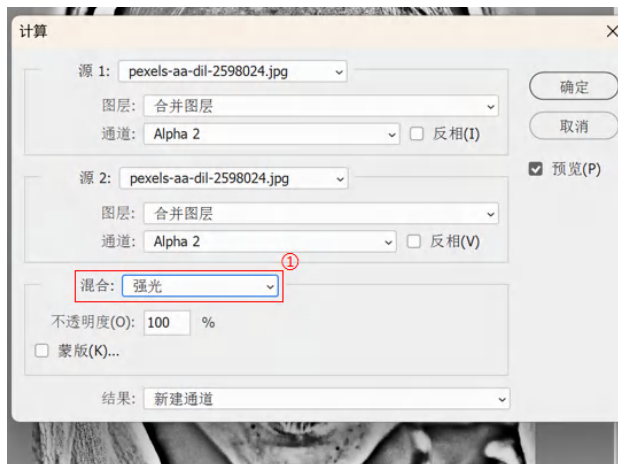 计算
源 1: pexels-aa-dil-2598024.jpg
确定
图层: 合并图层
通道: Alpha 2 反相(I)
取消
预览(P)
源 2: pexels-aa-dil-2598024.jpg
图层: 合并图层
通道: Alpha 2 反相(V)
①
混合: 强光
不透明度(O): 100 %
蒙版(K)...
结果: 新建通道